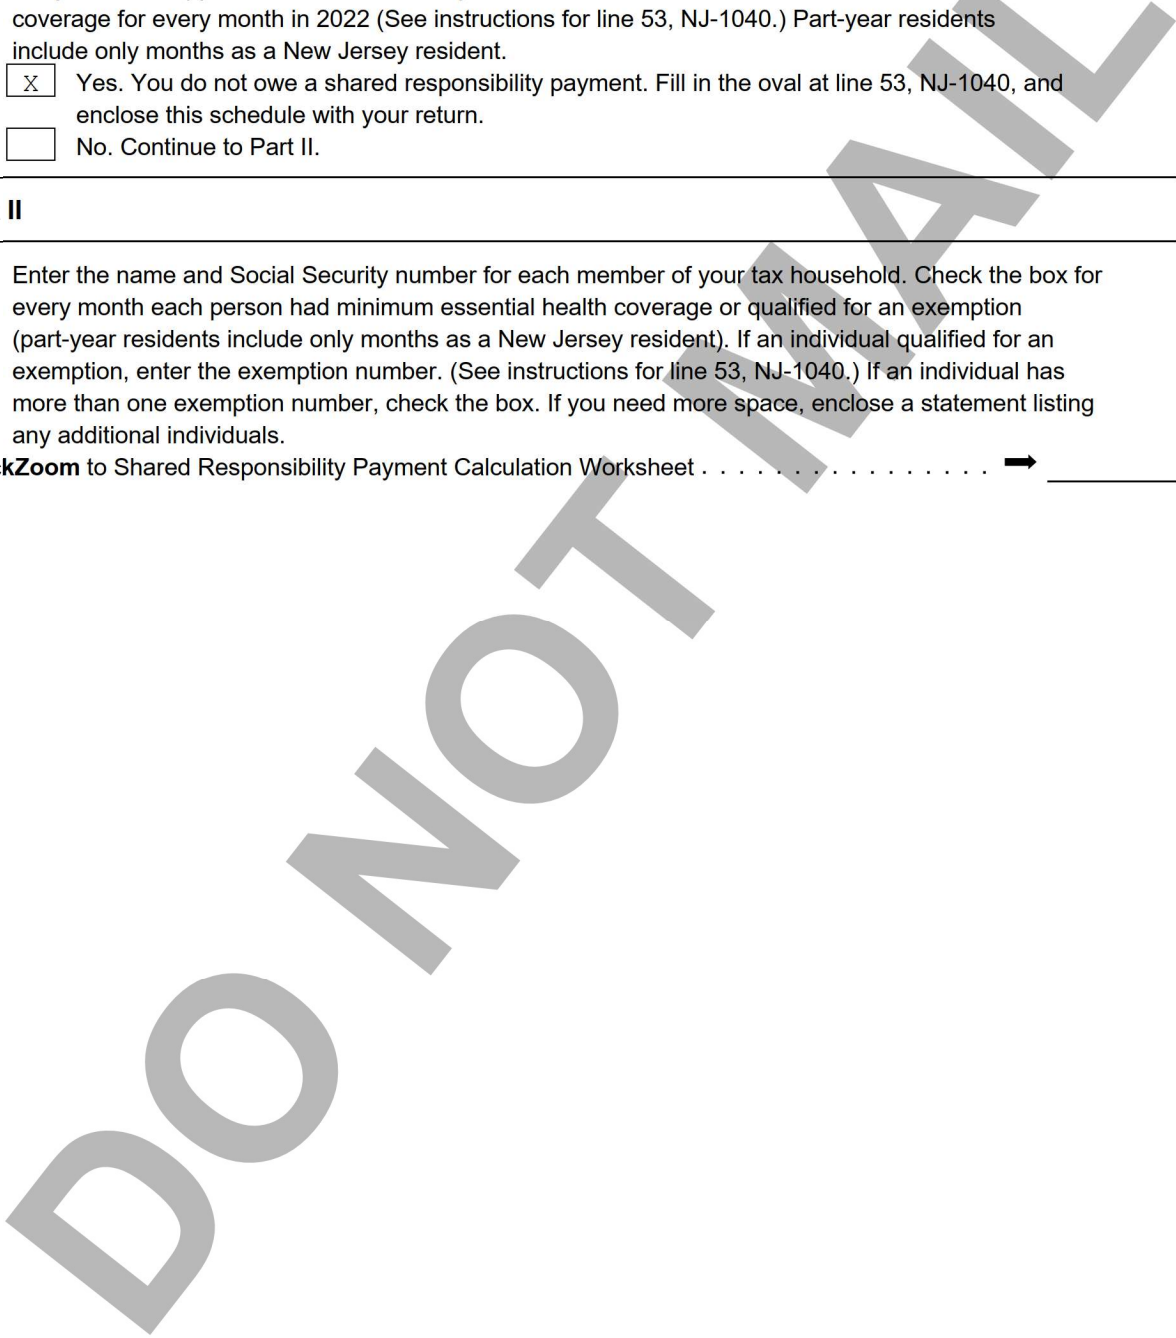 coverage for every month in 2022 (See instructions for line 53, NJ-1040.) Part-year residents
include only months as a New Jersey resident.
X Yes. You do not owe a shared responsibility payment. Fill in the oval at line 53, NJ-1040, and
enclose this schedule with your return.
No. Continue to Part II.
II
Enter the name and Social Security number for each member of your tax household. Check the box for
every month each person had minimum essential health coverage or qualified for an exemption
(part-year residents include only months as a New Jersey resident). If an individual qualified for an
exemption, enter the exemption number. (See instructions for line 53, NJ-1040.) If an individual has
more than one exemption number, check the box. If you need more space, enclose a statement listing
any additional individuals.
kZoom to Shared Responsibility Payment Calculation Worksheet . . . . . . . . . . . . . . . .
DO NOT MAIL